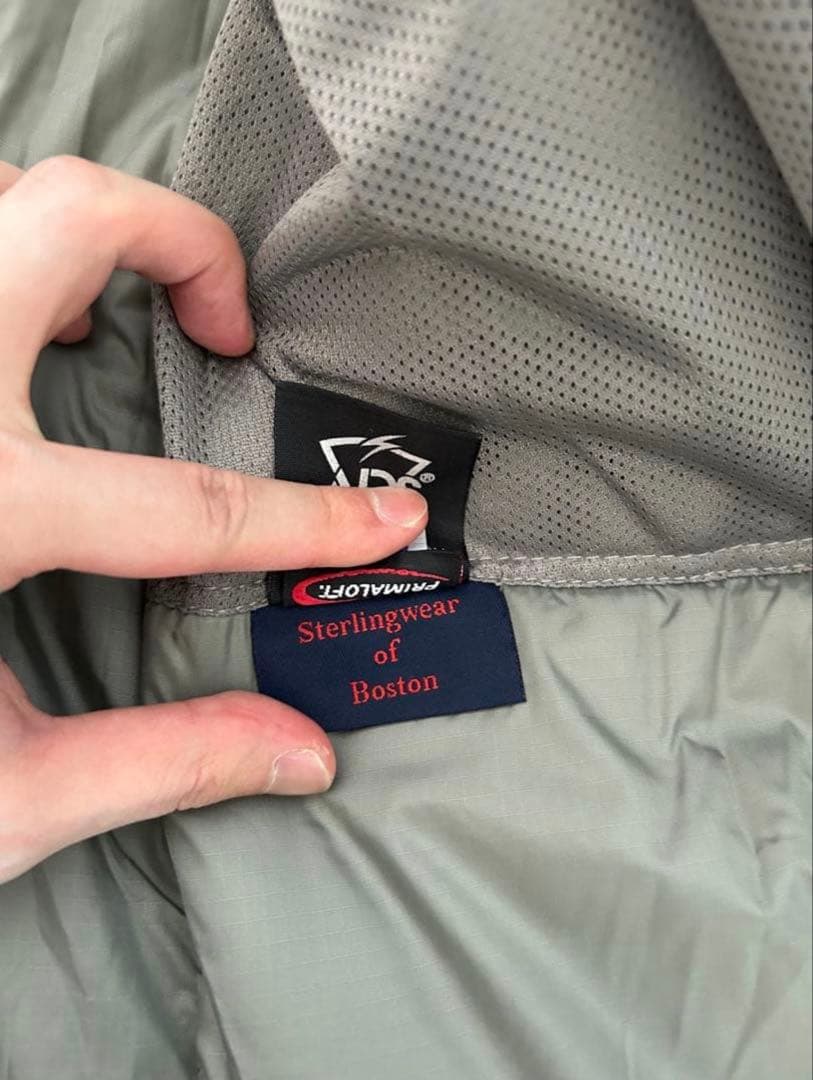 PRIMALOFT
Sterlingwear
of
Boston